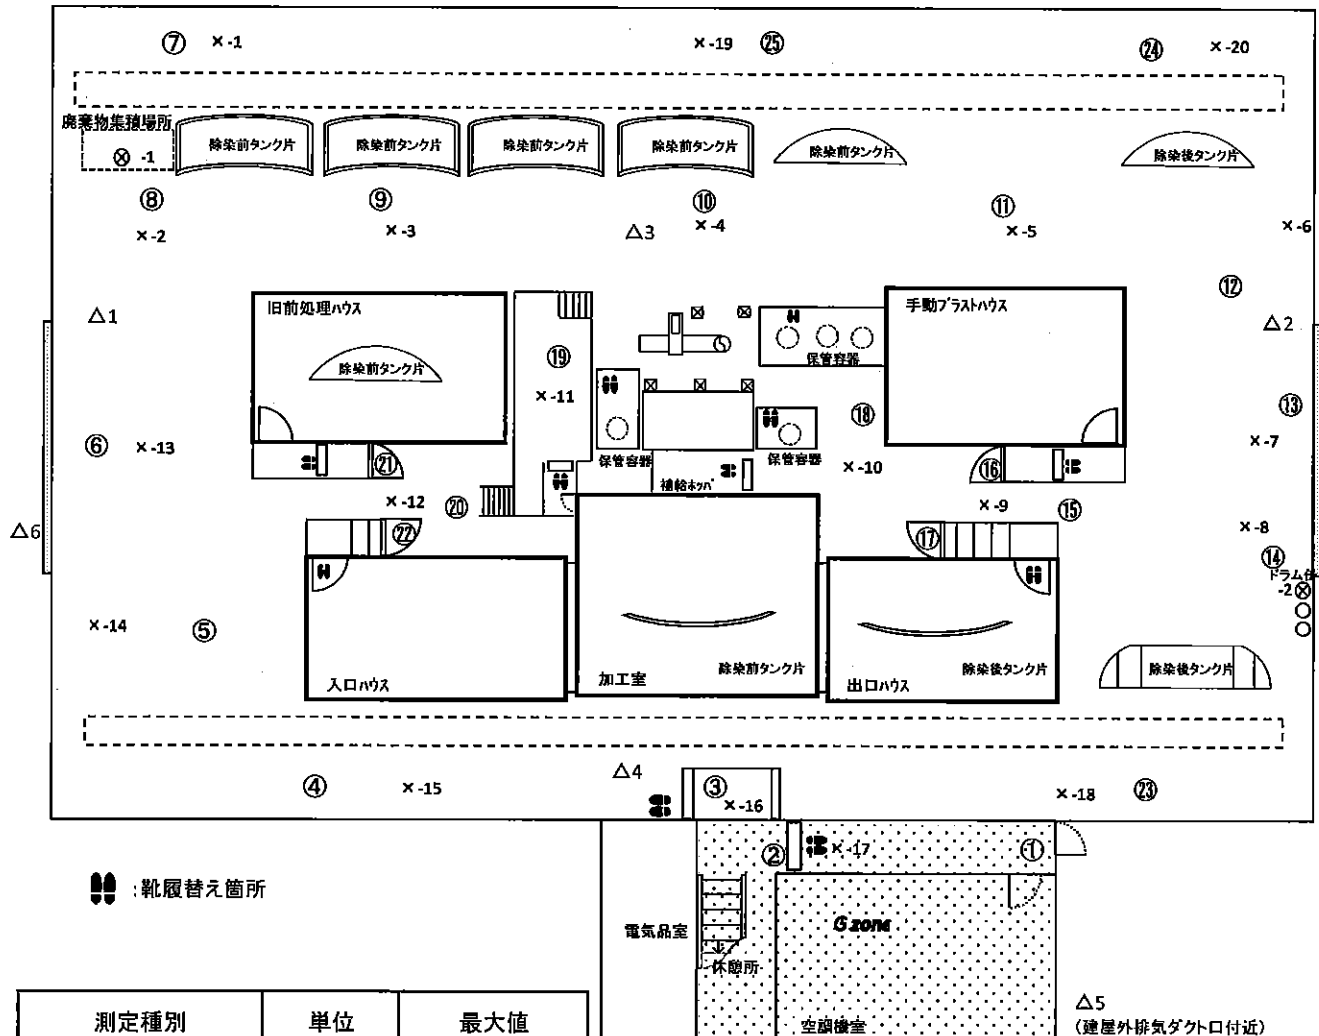 ⑦ ×-1 ×-19 ㉕ ㉔ ×-20
廃棄物集積場所
⊗ -1 除染前タンク片 除染前タンク片 除染前タンク片 除染前タンク片 除染前タンク片 除染後タンク片
⑧ ⑨ ⑩ ⑪
×-2 ×-3 △3 ×-4 ×-5 ×-6
⑫
旧前処理ハウス 手動ブラストハウス
△1 △2
⑲ 保管容器
除染前タンク片
×-11 ⑱ ⑬
⑥ ×-13 ×-7
㉑ 保管容器 保管容器 ×-10 ⑯
補給ホッパ
×-12 ⑳ ×-9 ⑮
△6 ㉒ ⑰ ×-8
⑭
-2
×-14 ⑤
除染前タンク片 除染後タンク片 除染後タンク片
入口ハウス 加工室 出口ハウス
△4
④ ×-15 ③ ×-16 ×-18 ㉓
② ×-17 ①
:靴履替え箇所
電気品室 G zone
休憩所
測定種別 単位 最大値
空調機室
△5
(建屋外排気ダクト口付近)